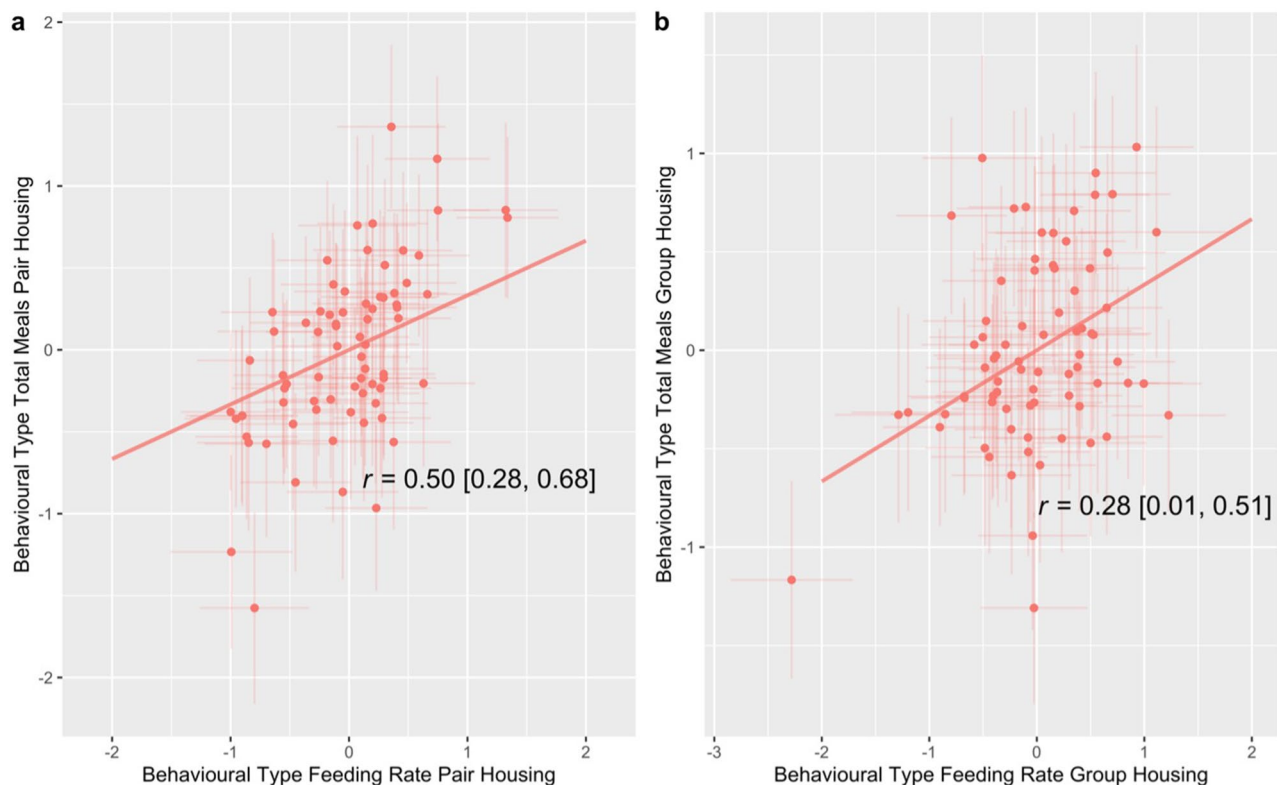 a
2
1
0
-1
-2
-2 -1 0 1 2
Behavioural Type Total Meals Pair Housing
Behavioural Type Feeding Rate Pair Housing
r = 0.50 [0.28, 0.68]
b
1
0
-1
-3 -2 -1 0 1 2
Behavioural Type Total Meals Group Housing
Behavioural Type Feeding Rate Group Housing
r = 0.28 [0.01, 0.51]